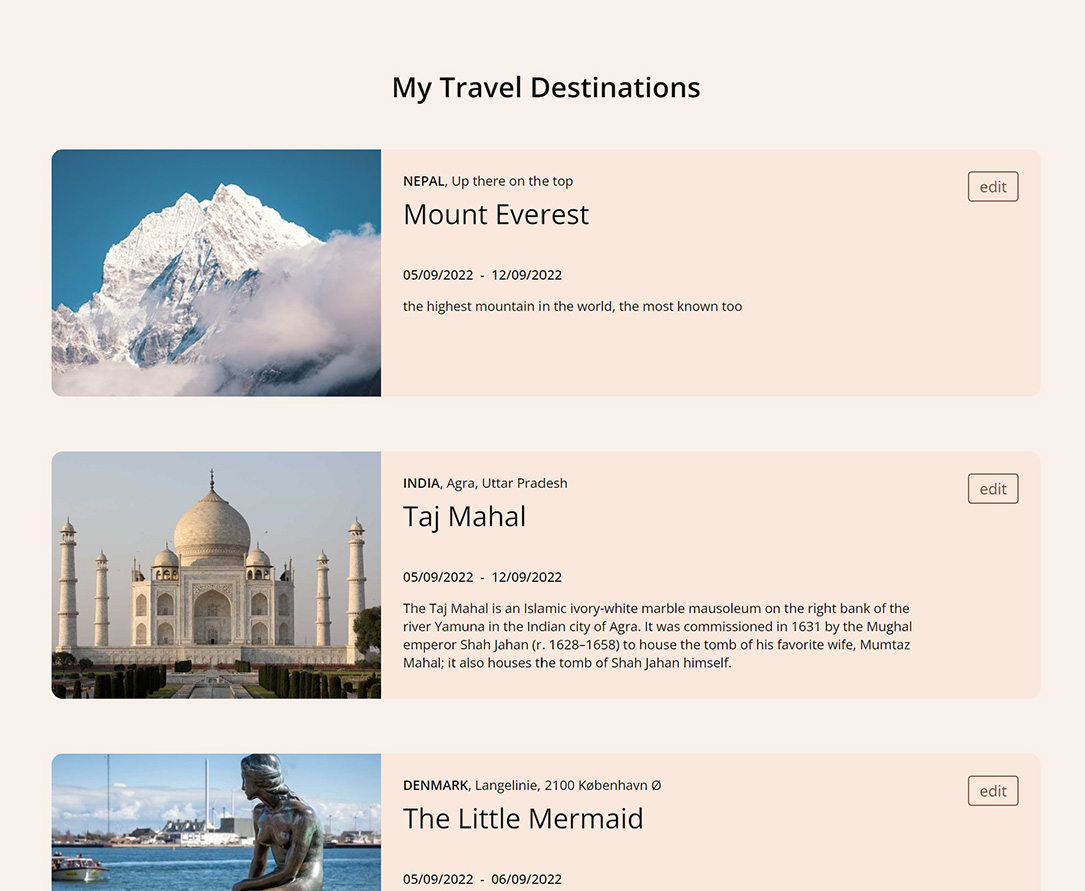 My Travel Destinations
NEPAL, Up there on the top
edit
Mount Everest
05/09/2022 - 12/09/2022
the highest mountain in the world, the most known too
INDIA, Agra, Uttar Pradesh
edit
Taj Mahal
05/09/2022 - 12/09/2022
The Taj Mahal is an Islamic ivory-white marble mausoleum on the right bank of the
river Yamuna in the Indian city of Agra. It was commissioned in 1631 by the Mughal
emperor Shah Jahan (r. 1628–1658) to house the tomb of his favorite wife, Mumtaz
Mahal; it also houses the tomb of Shah Jahan himself.
DENMARK, Langelinie, 2100 København Ø
edit
The Little Mermaid
CAFE
05/09/2022 - 06/09/2022